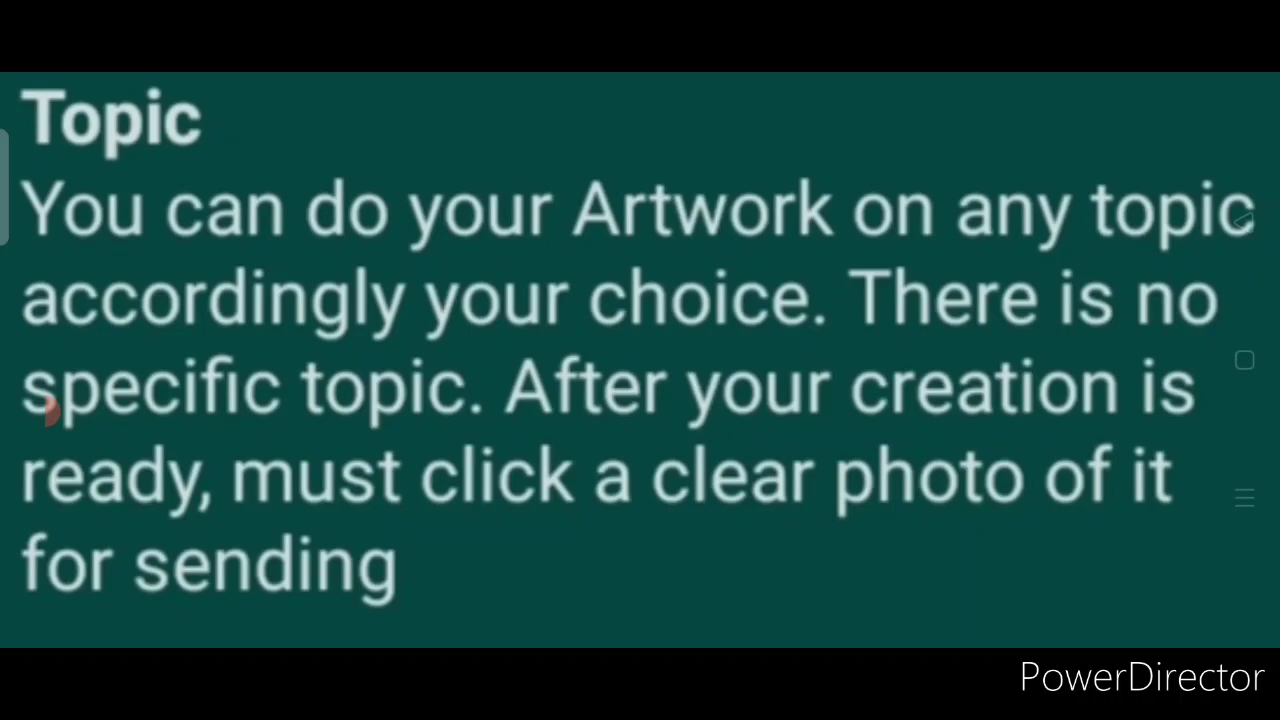 Topic
You can do your Artwork on any topic
accordingly your choice. There is no
specific topic. After your creation is
ready, must click a clear photo of it
for sending
PowerDirector